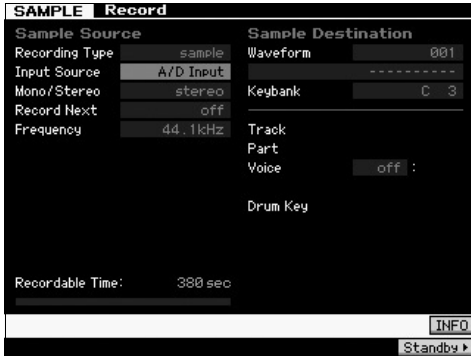 SAMPLE Record
Sample Source
Recording Type sample
Input Source A/D Input
Mono/Stereo stereo
Record Next off
Frequency 44.1kHz
Recordable Time: 380 sec
Sample Destination
Waveform 001
----------
Keybank C 3
Track
Part
Voice off :
Drum Key
INFO
Standby